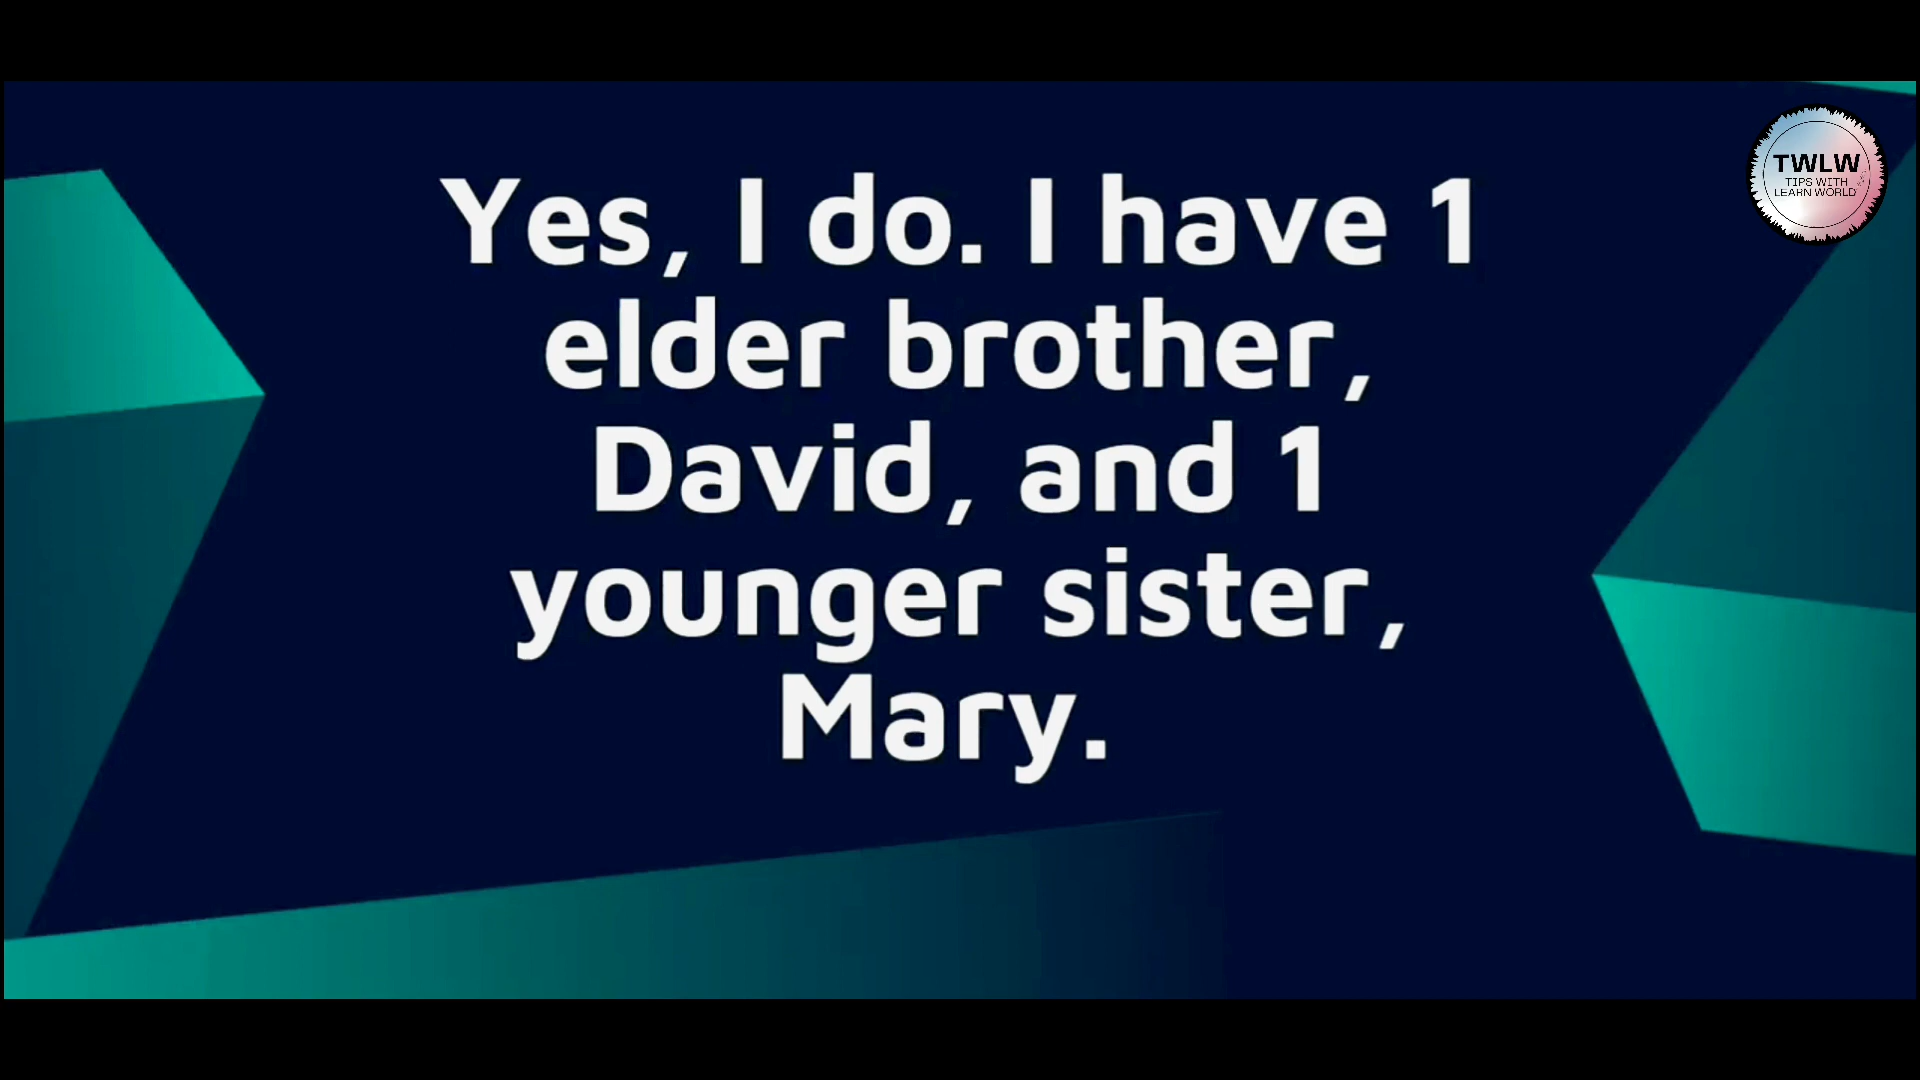 Yes, I do. I have 1
elder brother,
David, and 1
younger sister,
Mary.
TWLW
TIPS WITH
LEARN WORLD